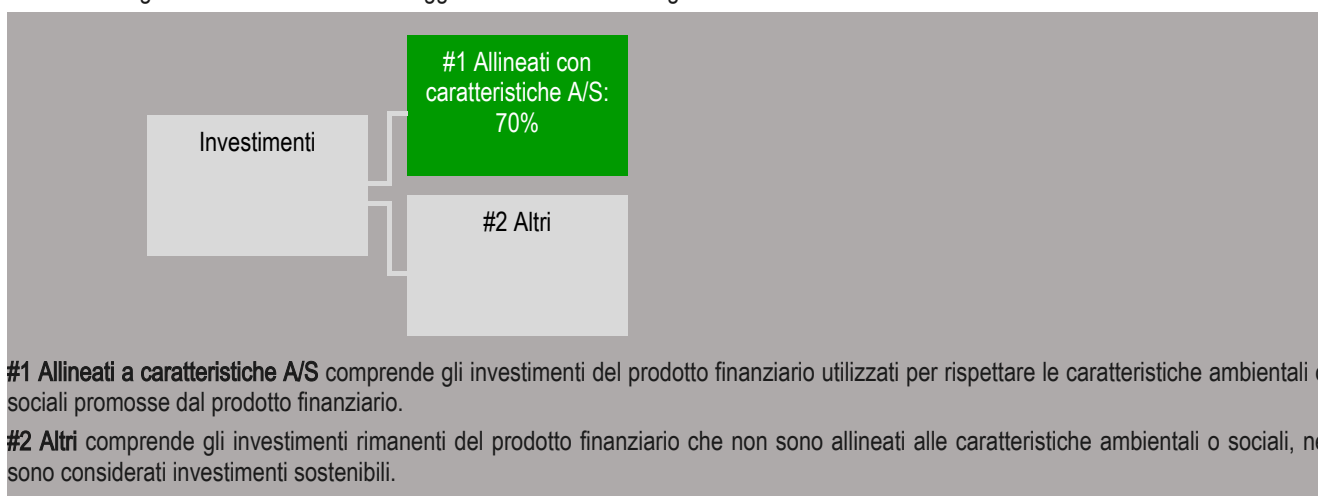 #1 Allineati con
caratteristiche A/S:
70%
Investimenti
#2 Altri
#1 Allineati a caratteristiche A/S comprende gli investimenti del prodotto finanziario utilizzati per rispettare le caratteristiche ambientali
sociali promosse dal prodotto finanziario.
#2 Altri comprende gli investimenti rimanenti del prodotto finanziario che non sono allineati alle caratteristiche ambientali o sociali,
sono considerati investimenti sostenibili.